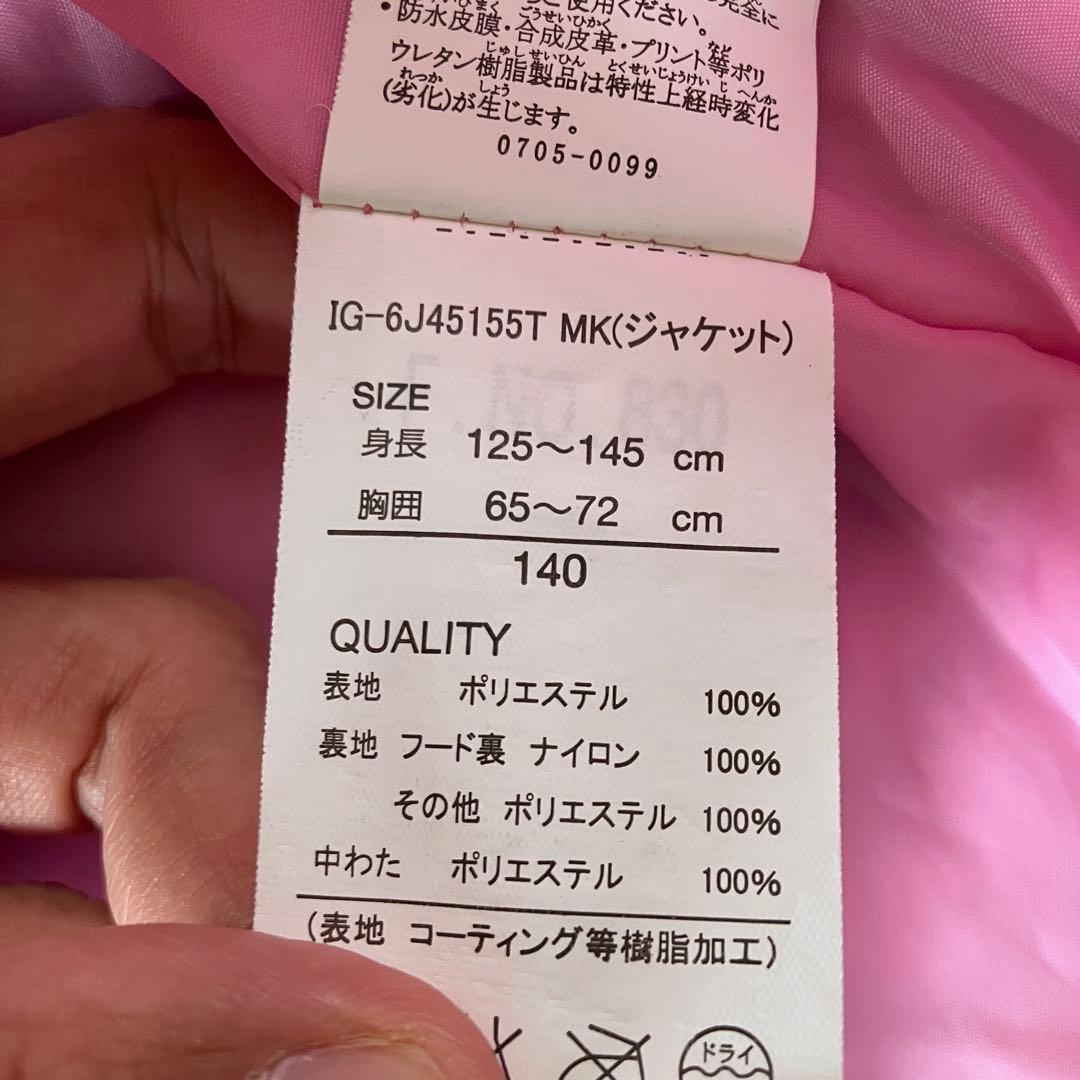 使用ください。
・防水皮膜・合成皮革・プリント等ポリ
ウレタン樹脂製品は特性上経時変化
(劣化)が生じます。
0705-0099
IG-6J45155T MK(ジャケット)
SIZE
身長 125～145 cm
胸囲 65～72 cm
140
QUALITY
表地 ポリエステル 100%
裏地 フード裏 ナイロン 100%
その他 ポリエステル 100%
中わた ポリエステル 100%
(表地 コーティング等樹脂加工)
ドライ